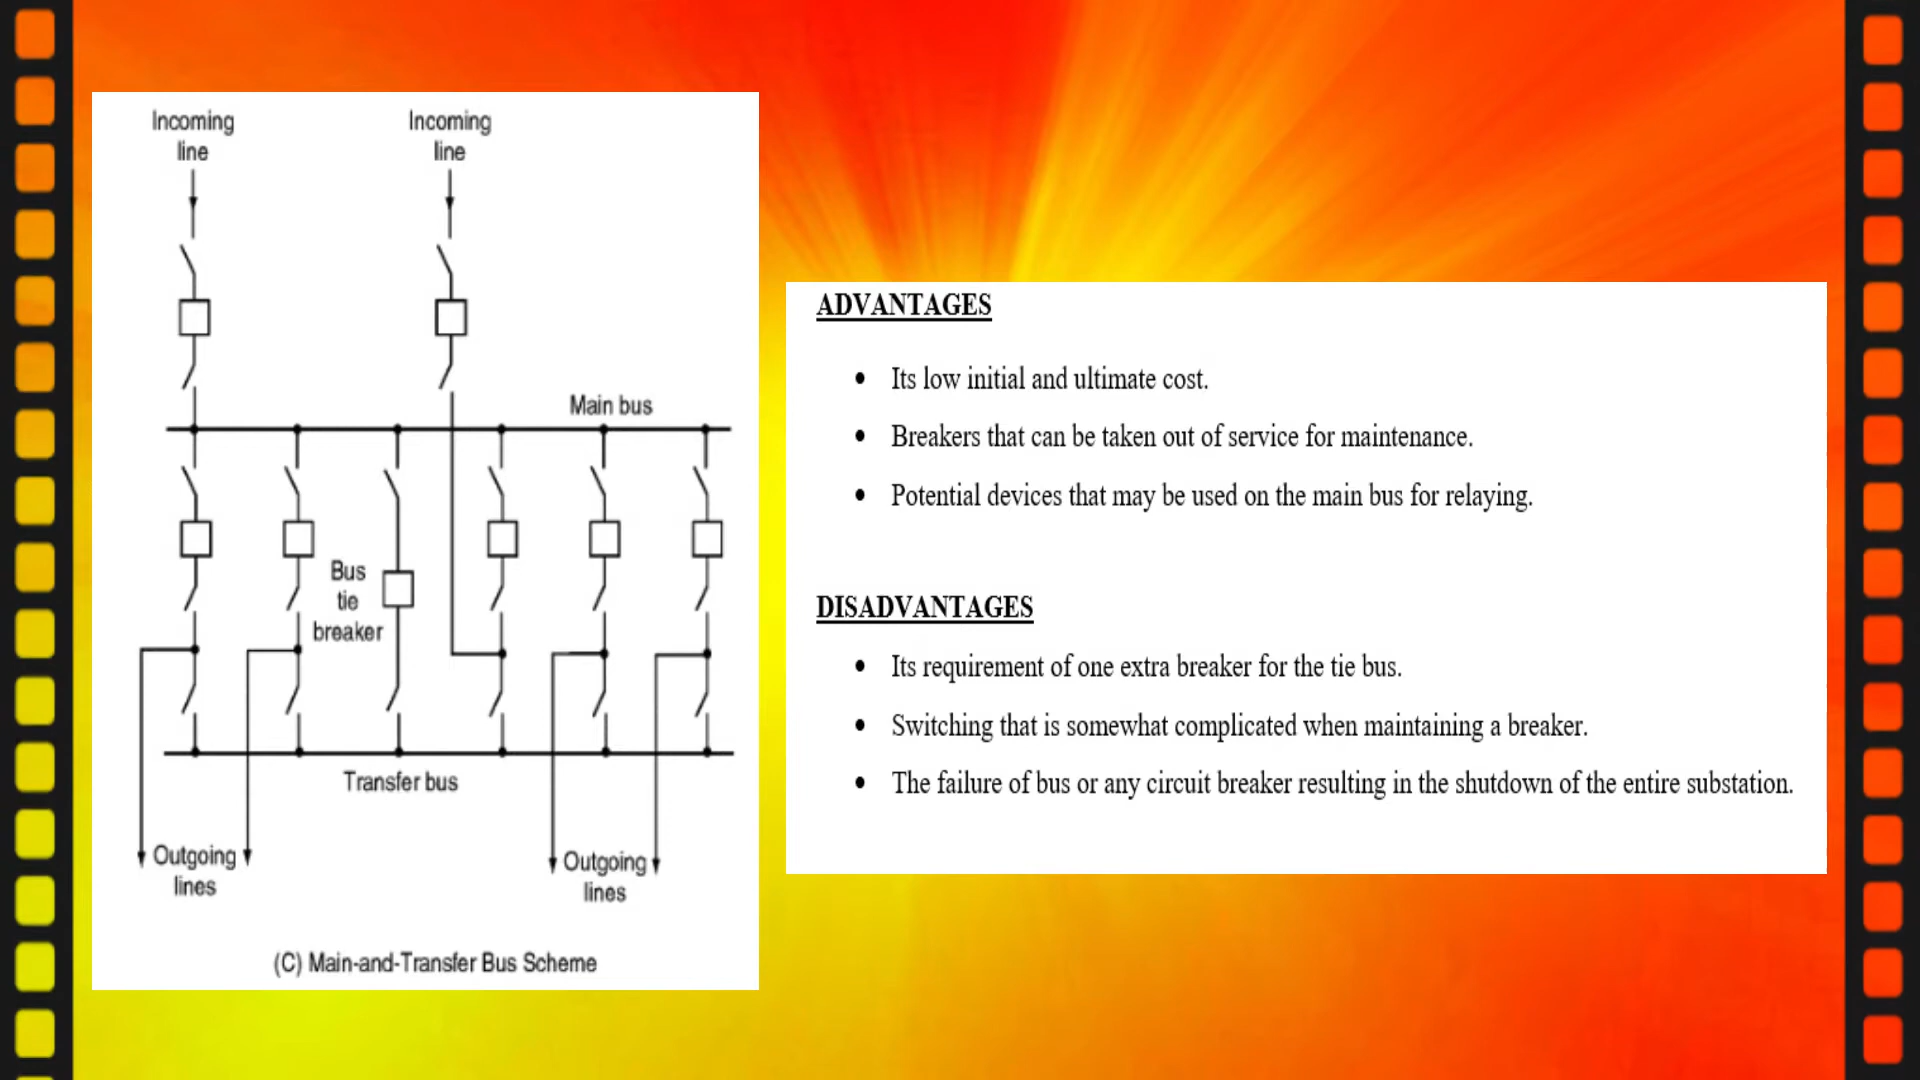 Incoming
line
Incoming
line
Main bus
Bus
tie
breaker
Transfer bus
Outgoing
lines
Outgoing
lines
(C) Main-and-Transfer Bus Scheme
ADVANTAGES
• Its low initial and ultimate cost.
• Breakers that can be taken out of service for maintenance.
• Potential devices that may be used on the main bus for relaying.
DISADVANTAGES
• Its requirement of one extra breaker for the tie bus.
• Switching that is somewhat complicated when maintaining a breaker.
• The failure of bus or any circuit breaker resulting in the shutdown of the entire substation.